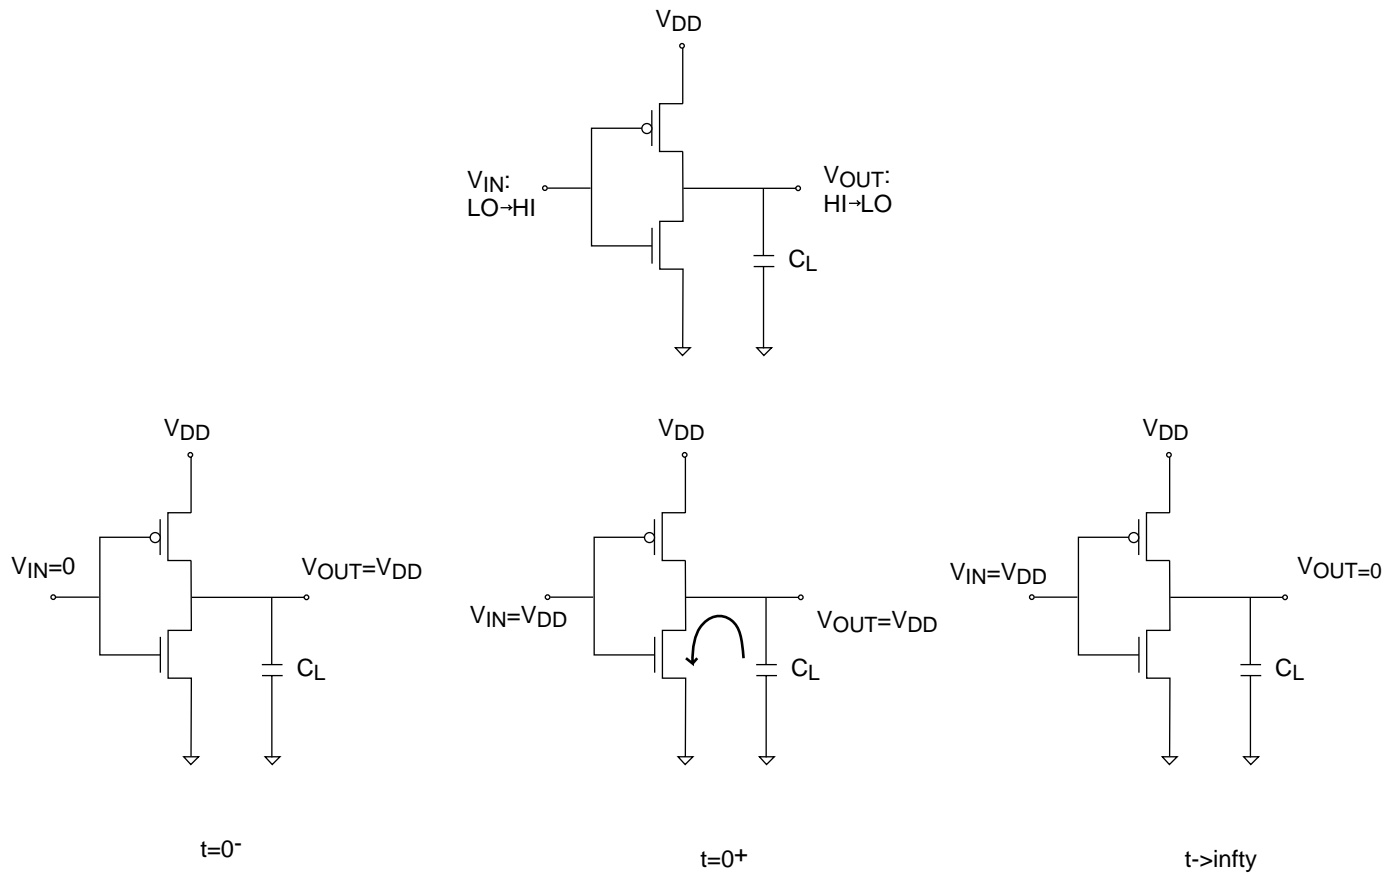 VDD
VIN:
LO→HI
VOUT:
HI→LO
CL
VDD
VIN=0
VOUT=VDD
CL
t=0-
VDD
VIN=VDD
VOUT=VDD
CL
t=0+
VDD
VIN=VDD
VOUT=0
CL
t->infty